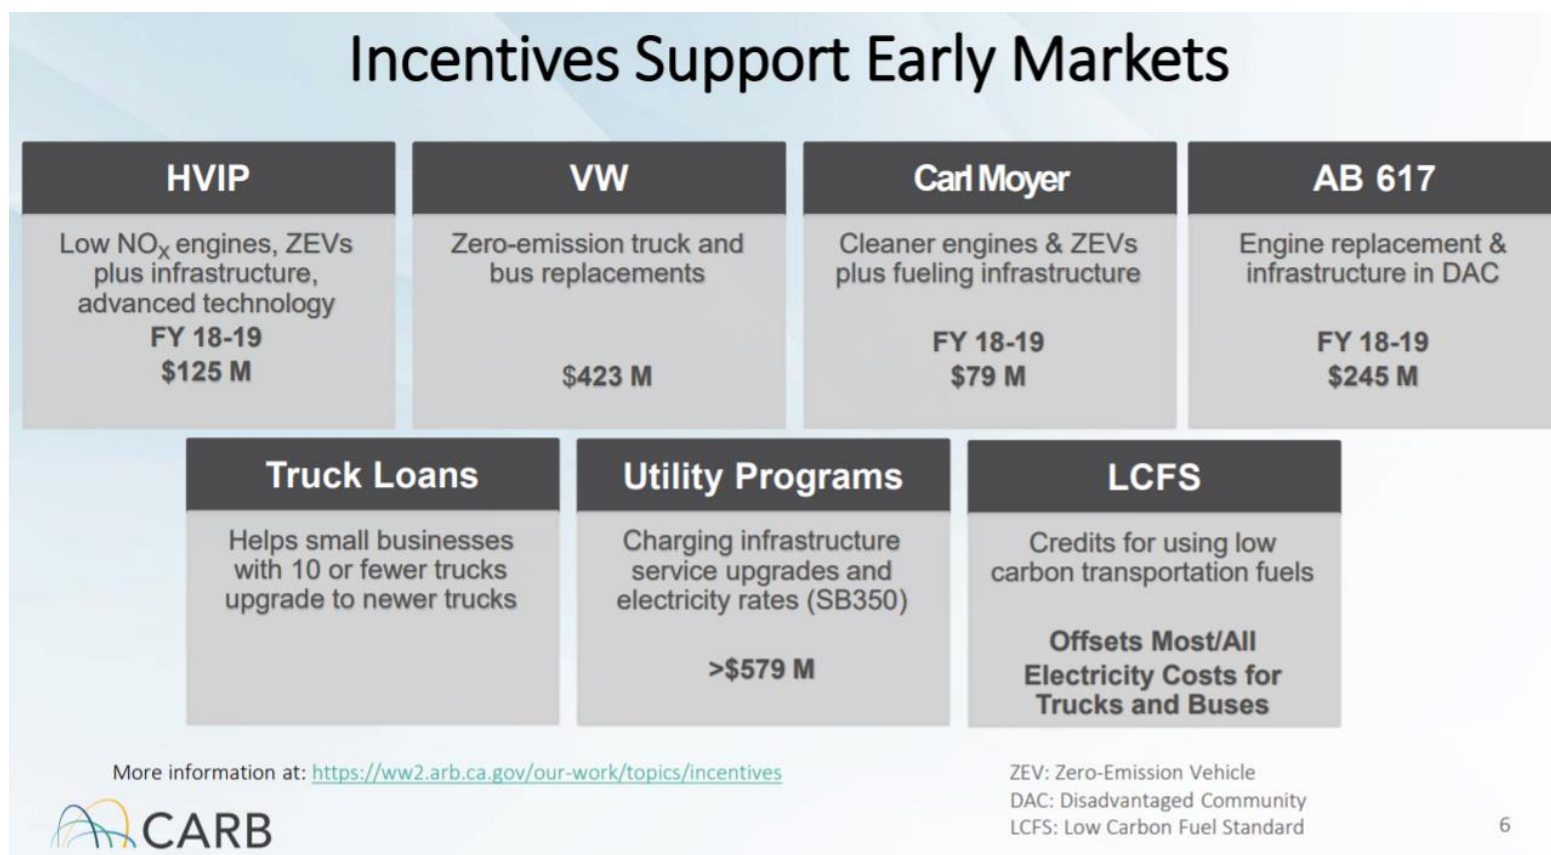 Incentives Support Early Markets
HVIP
Low NOX engines, ZEVs
plus infrastructure,
advanced technology
FY 18-19
$125 M
VW
Zero-emission truck and
bus replacements
$423 M
Carl Moyer
Cleaner engines & ZEVs
plus fueling infrastructure
FY 18-19
$79 M
AB 617
Engine replacement &
infrastructure in DAC
FY 18-19
$245 M
Truck Loans
Helps small businesses
with 10 or fewer trucks
upgrade to newer trucks
Utility Programs
Charging infrastructure
service upgrades and
electricity rates (SB350)
>$579 M
LCFS
Credits for using low
carbon transportation fuels
Offsets Most/All
Electricity Costs for
Trucks and Buses
More information at: https://ww2.arb.ca.gov/our-work/topics/incentives
ZEV: Zero-Emission Vehicle
DAC: Disadvantaged Community
LCFS: Low Carbon Fuel Standard
CARB
6